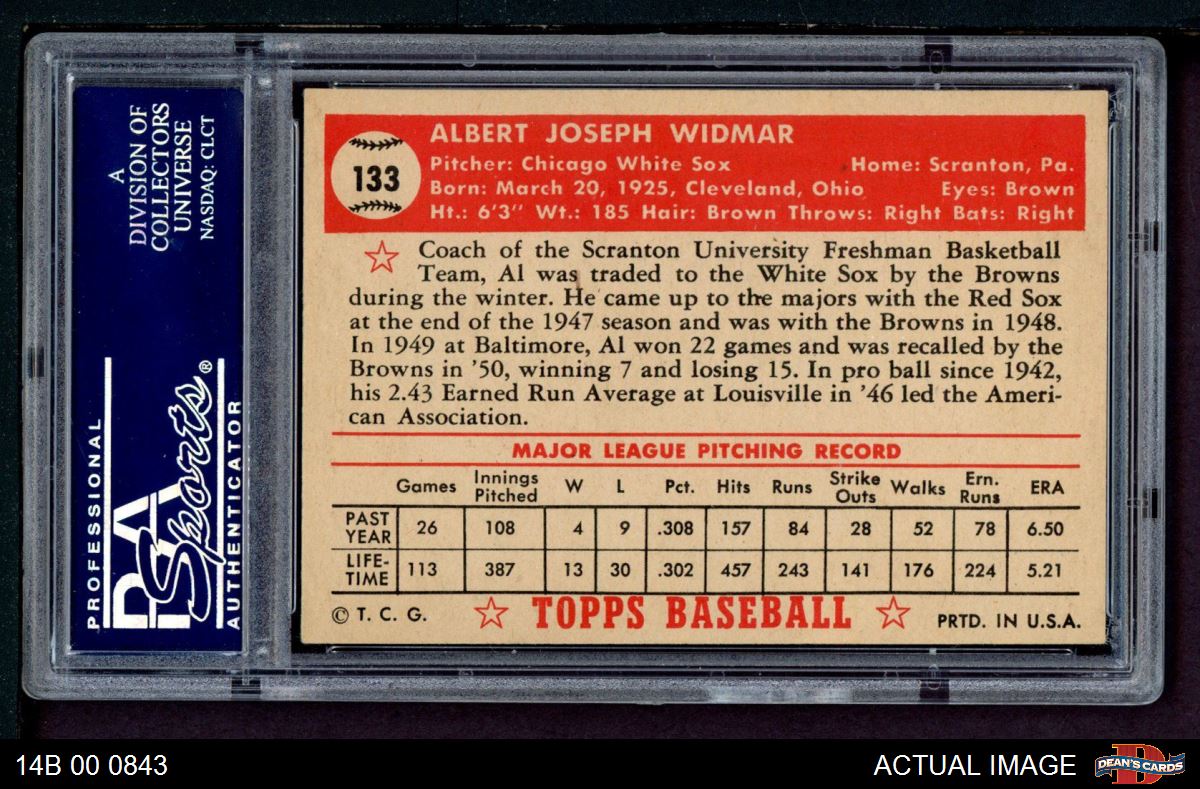 A
DIVISION OF
COLLECTORS
UNIVERSE
NASDAQ: CLCT
PROFESSIONAL
PSA
Sports®
AUTHENTICATOR
133
ALBERT JOSEPH WIDMAR
Pitcher: Chicago White Sox Home: Scranton, Pa.
Born: March 20, 1925, Cleveland, Ohio Eyes: Brown
Ht.: 6'3" Wt.: 185 Hair: Brown Throws: Right Bats: Right
Coach of the Scranton University Freshman Basketball
Team, Al was traded to the White Sox by the Browns
during the winter. He came up to the majors with the Red Sox
at the end of the 1947 season and was with the Browns in 1948.
In 1949 at Baltimore, Al won 22 games and was recalled by the
Browns in '50, winning 7 and losing 15. In pro ball since 1942,
his 2.43 Earned Run Average at Louisville in '46 led the Ameri-
can Association.
MAJOR LEAGUE PITCHING RECORD
Games Innings Pitched W L Pct. Hits Runs Strike Outs Walks Ern. Runs ERA
PAST YEAR 26 108 4 9 .308 157 84 28 52 78 6.50
LIFE-TIME 113 387 13 30 .302 457 243 141 176 224 5.21
© T. C. G. TOPPS BASEBALL PRTD. IN U.S.A.
14B 00 0843 ACTUAL IMAGE D DEAN'S CARDS